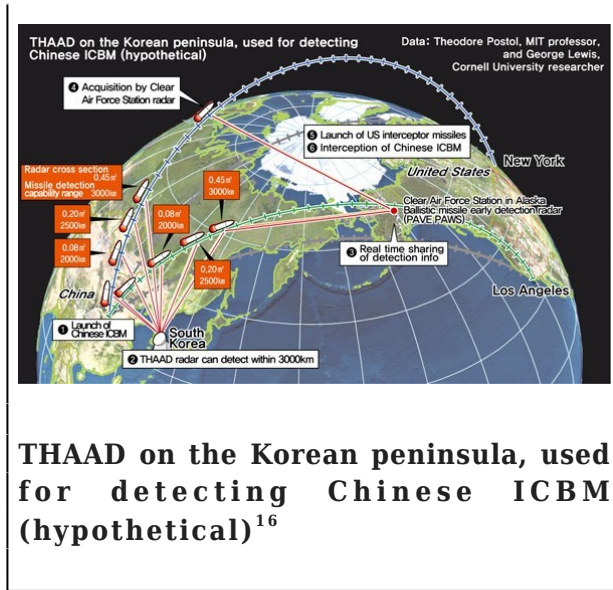 THAAD on the Korean peninsula, used for detecting
Chinese ICBM (hypothetical)
Data: Theodore Postol, MIT professor,
and George Lewis,
Cornell University researcher
❹ Acquisition by Clear
Air Force Station radar
❺ Launch of US interceptor missiles
❻ Interception of Chinese ICBM
United States
New York
Radar cross section
0.45㎡
Missile detection
capability range 3000㎞
0.45㎡
3000㎞
0.20㎡
2500㎞
0.08㎡
2000㎞
0.08㎡
2000㎞
0.20㎡
2500㎞
Clear Air Force Station in Alaska
Ballistic missile early detection radar
(PAVE PAWS)
❸ Real time sharing
of detection info
Los Angeles
China
❶ Launch of
Chinese ICBM
South
Korea
❷ THAAD radar can detect within 3000km
THAAD on the Korean peninsula, used
for detecting Chinese ICBM
(hypothetical)16